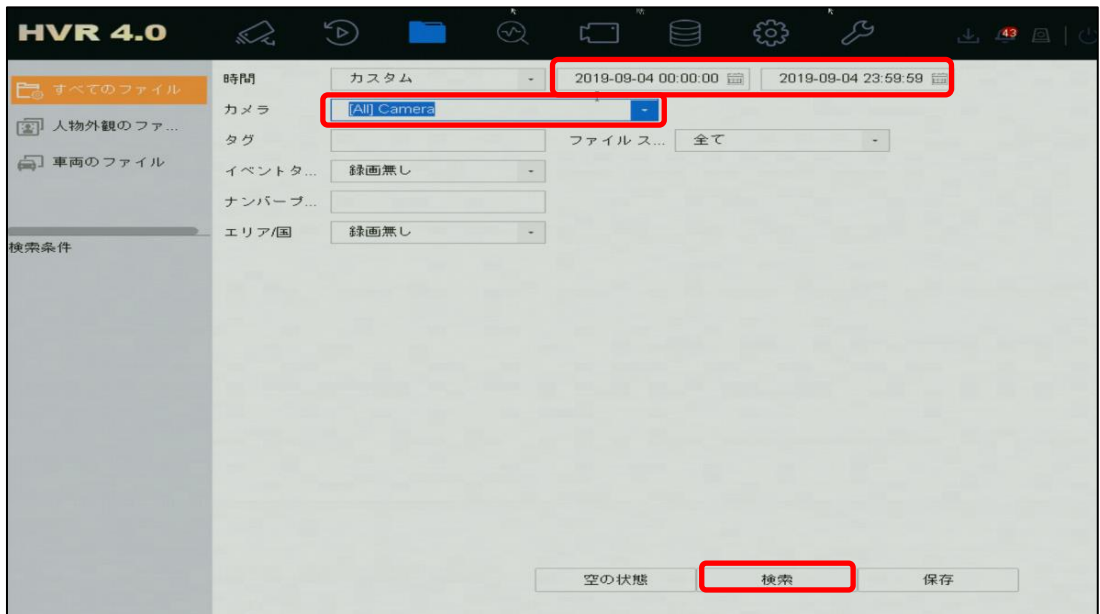 HVR 4.0
43
すべてのファイル
人物外観のファ...
車両のファイル
検索条件
時間 カスタム 2019-09-04 00:00:00 2019-09-04 23:59:59
カメラ [All] Camera
タグ ファイル ス... 全て
イベントタ... 録画無し
ナンバープ...
エリア/国 録画無し
空の状態 検索 保存